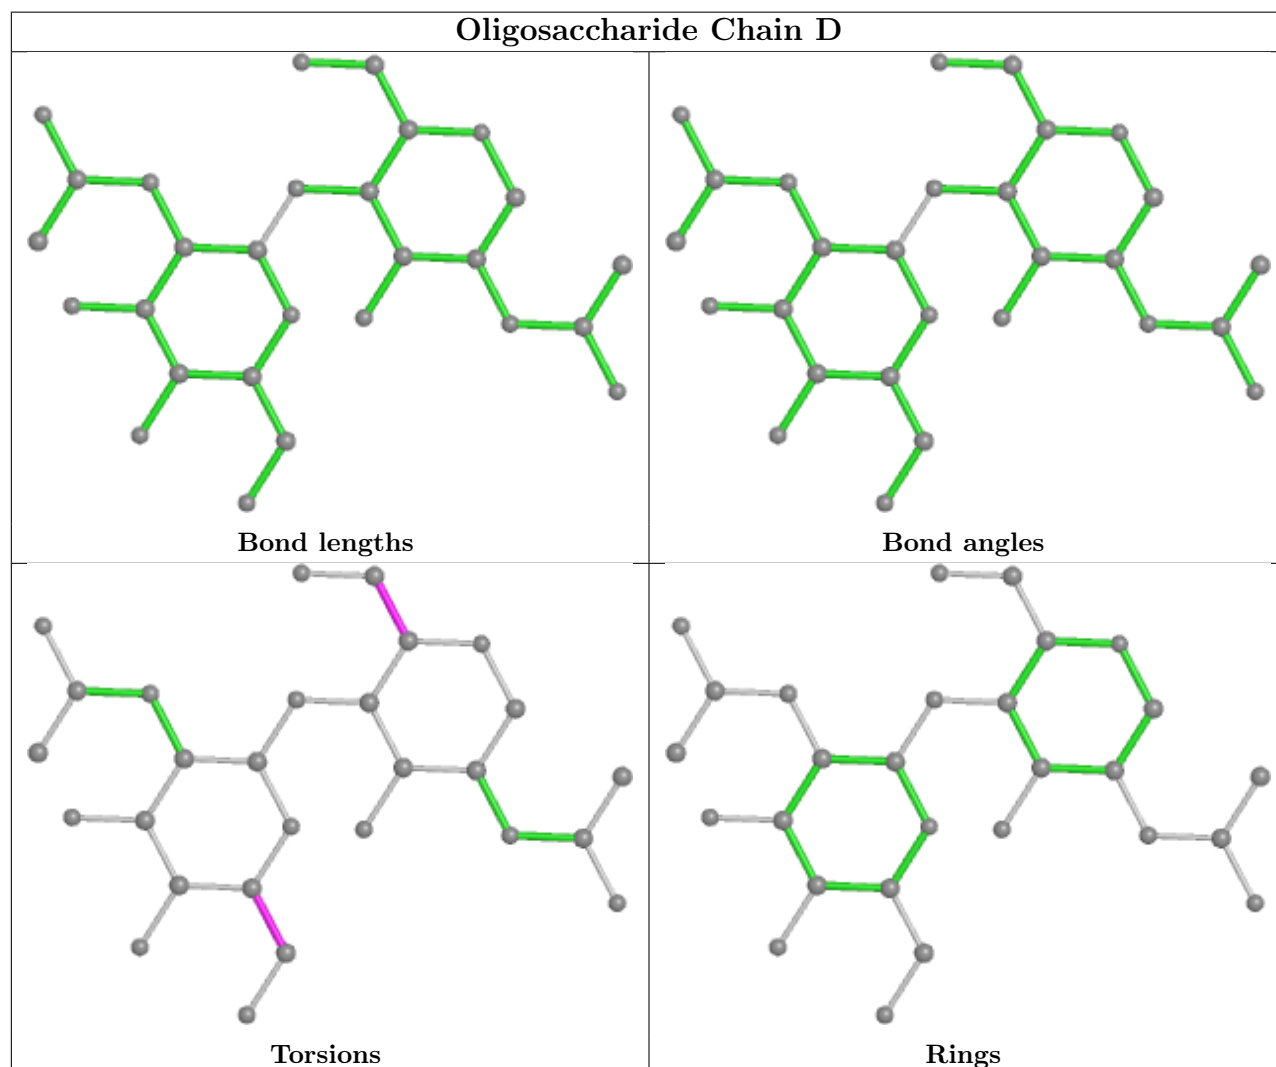 Oligosaccharide Chain D
Bond lengths
Bond angles
Torsions
Rings